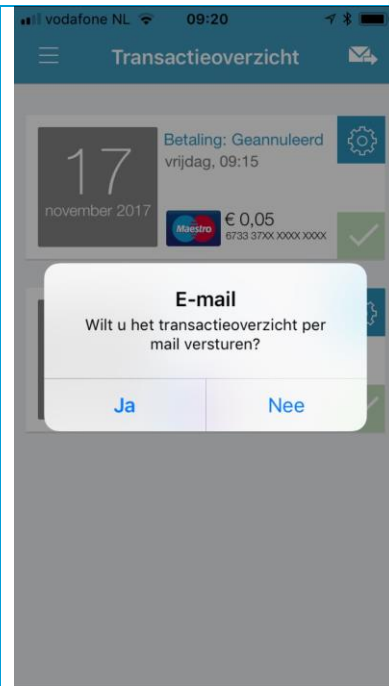 vodafone NL 09:20
Transactieoverzicht
Betaling: Geannuleerd
vrijdag, 09:15
17
november 2017
Maestro
€ 0,05
6733 37XX XXXX XXXX
E-mail
Wilt u het transactieoverzicht per
mail versturen?
Ja Nee